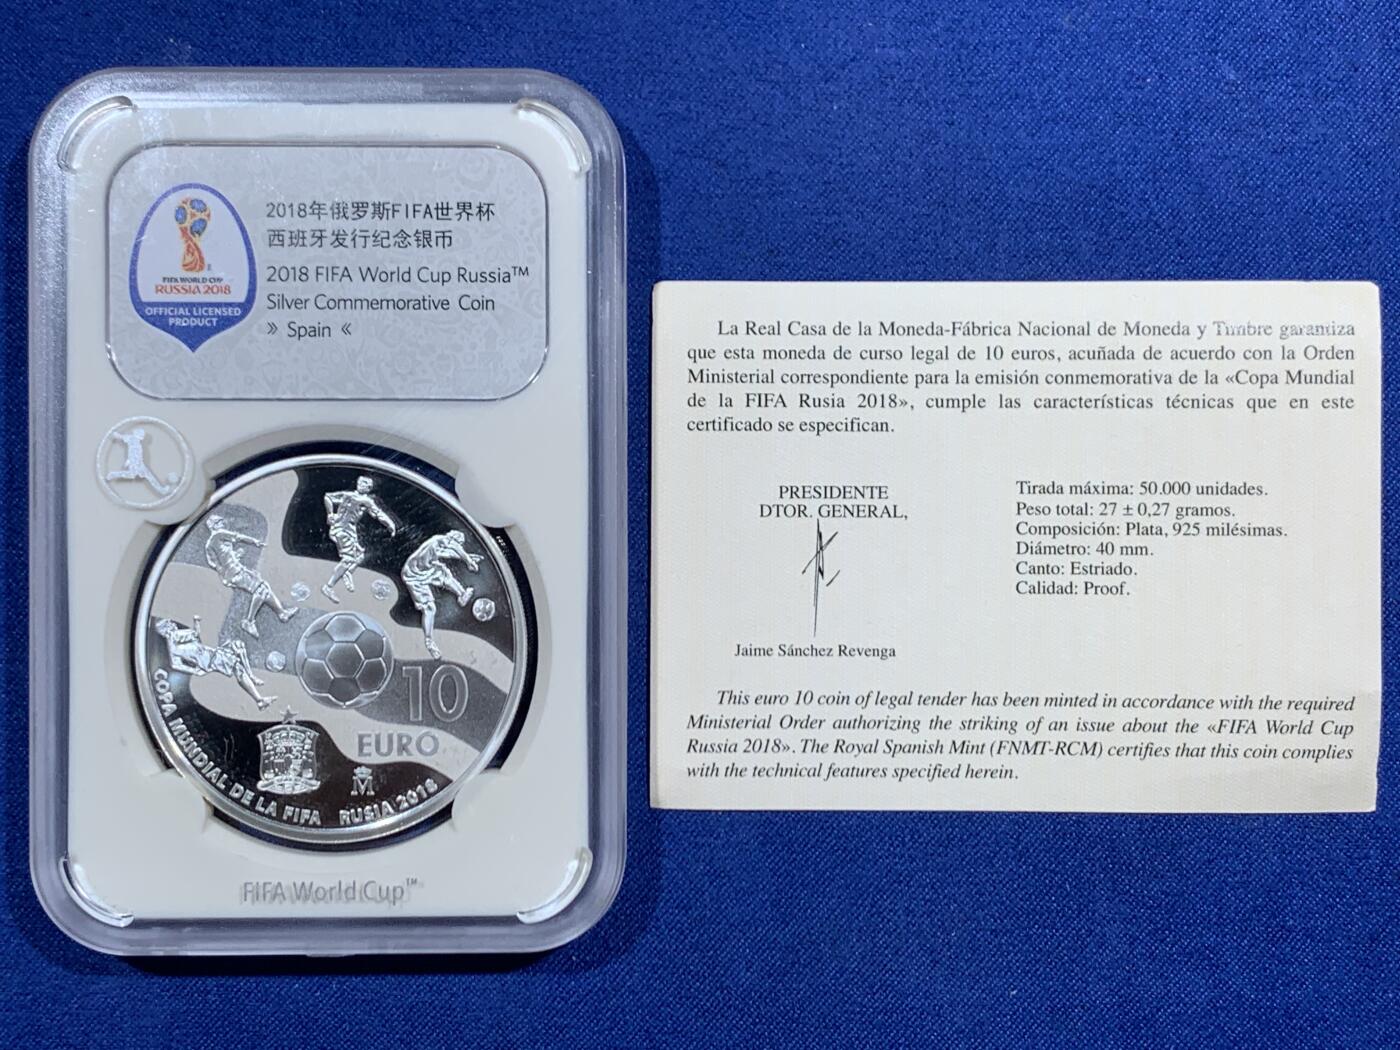 2018年俄罗斯FIFA世界杯
西班牙发行纪念银币
2018 FIFA World Cup Russia™
Silver Commemorative Coin
» Spain «
FIFA WORLD CUP
RUSSIA 2018
OFFICIAL LICENSED
PRODUCT
10
EURO
M
COPA MUNDIAL DE LA FIFA RUSIA 2018
FIFA World Cup™
La Real Casa de la Moneda-Fábrica Nacional de Moneda y Timbre garantiza
que esta moneda de curso legal de 10 euros, acuñada de acuerdo con la Orden
Ministerial correspondiente para la emisión conmemorativa de la «Copa Mundial
de la FIFA Rusia 2018», cumple las características técnicas que en este
certificado se especifican.
PRESIDENTE
DTOR. GENERAL,
Jaime Sánchez Revenga
Tirada máxima: 50.000 unidades.
Peso total: 27 ± 0,27 gramos.
Composición: Plata, 925 milésimas.
Diámetro: 40 mm.
Canto: Estriado.
Calidad: Proof.
This euro 10 coin of legal tender has been minted in accordance with the required
Ministerial Order authorizing the striking of an issue about the «FIFA World Cup
Russia 2018». The Royal Spanish Mint (FNMT-RCM) certifies that this coin complies
with the technical features specified herein.